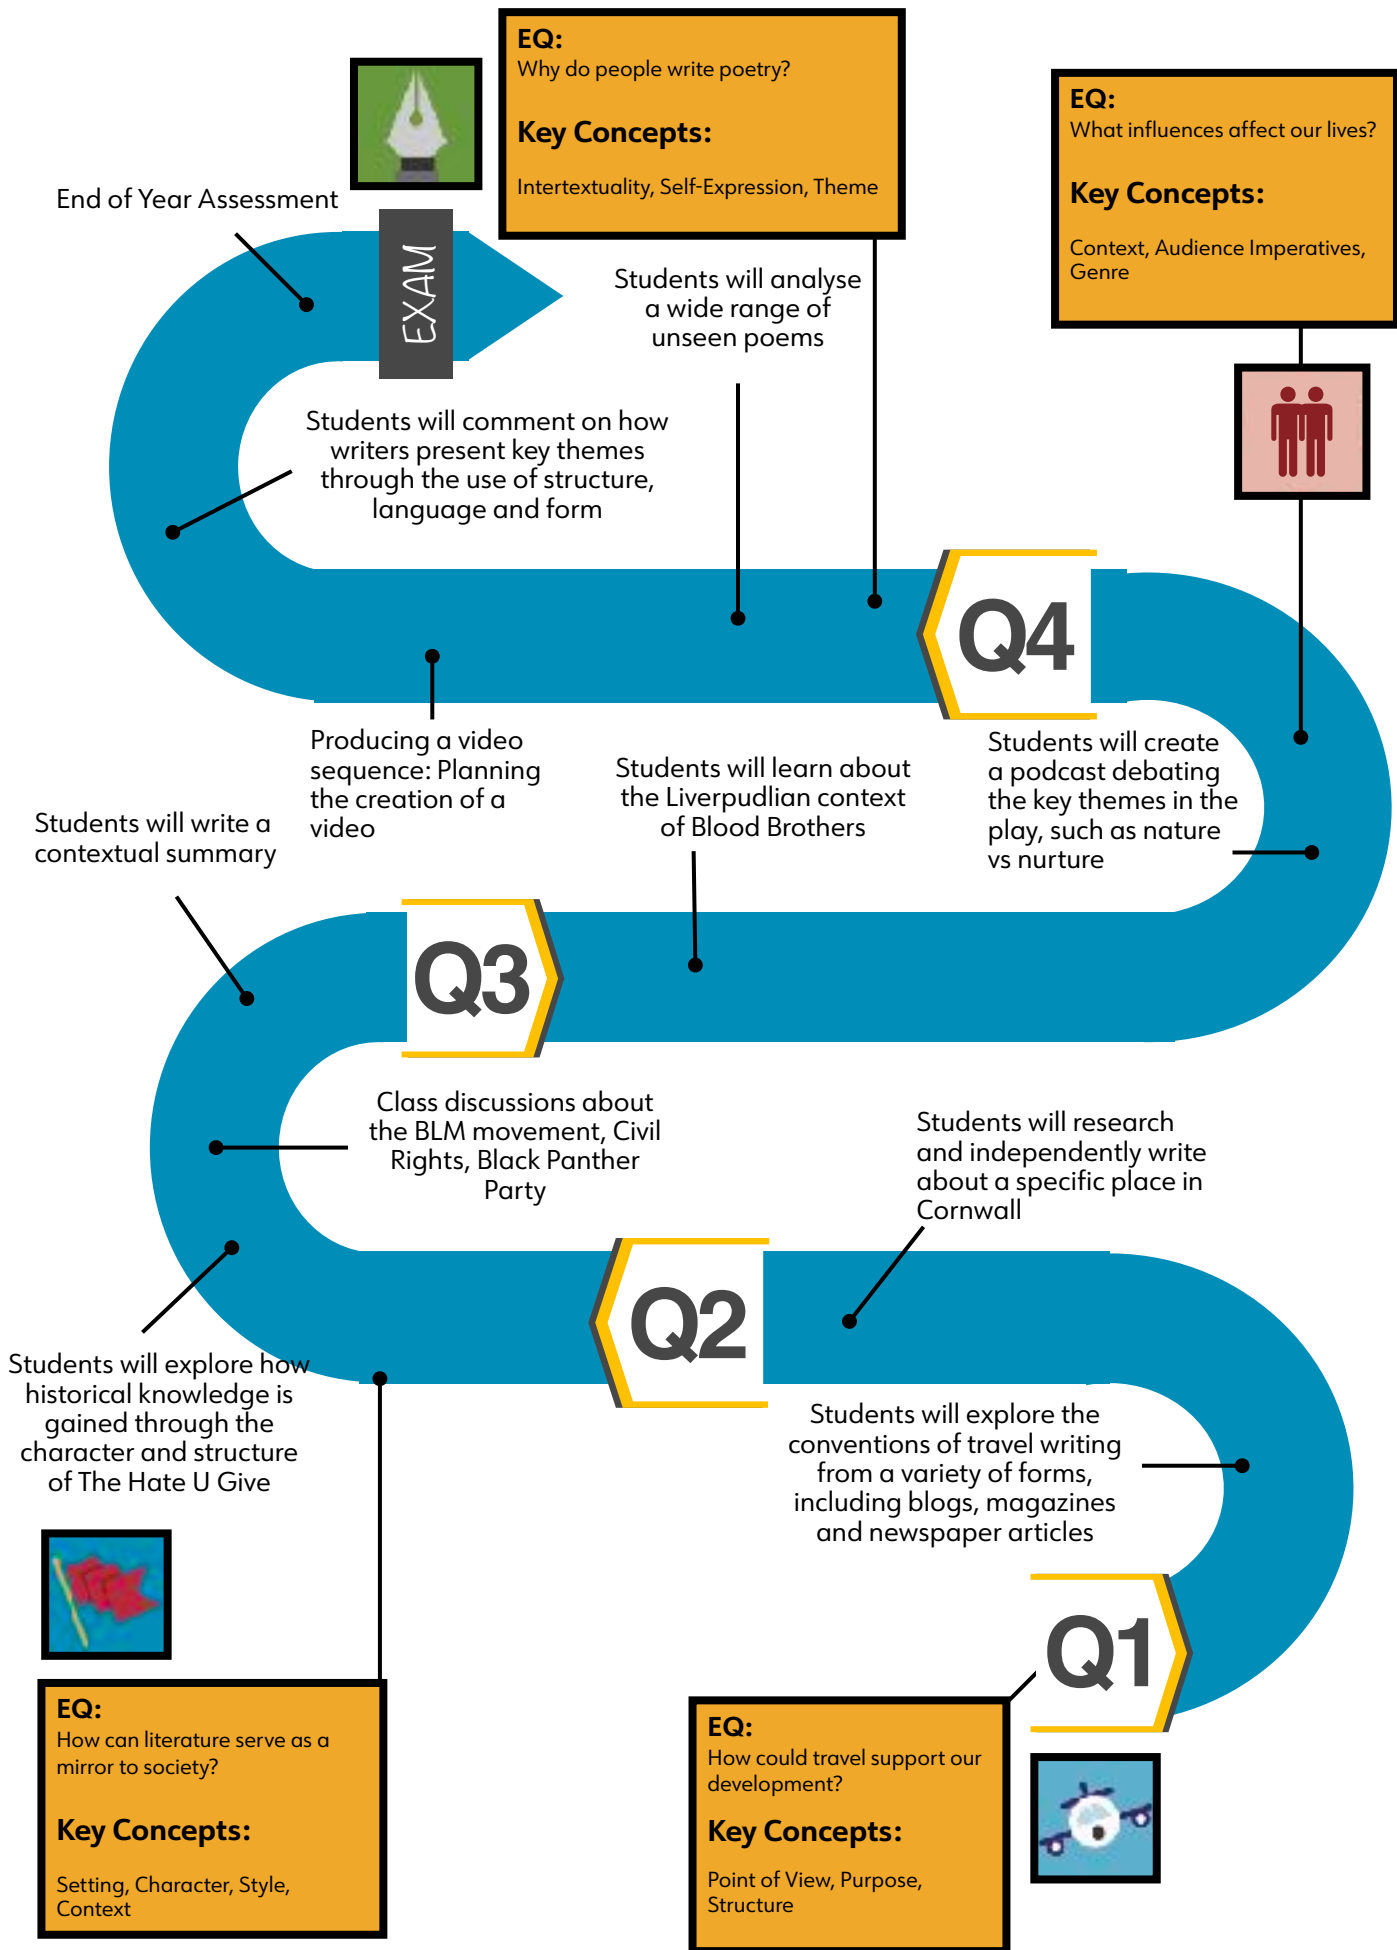 EQ:
Why do people write poetry?
Key Concepts:
Intertextuality, Self-Expression, Theme
EQ:
What influences affect our lives?
Key Concepts:
Context, Audience Imperatives,
Genre
End of Year Assessment
EXAM
Students will analyse
a wide range of
unseen poems
Students will comment on how
writers present key themes
through the use of structure,
language and form
Q4
Producing a video
sequence: Planning
the creation of a
video
Students will learn about
the Liverpudlian context
of Blood Brothers
Students will create
a podcast debating
the key themes in the
play, such as nature
vs nurture
Students will write a
contextual summary
Q3
Class discussions about
the BLM movement, Civil
Rights, Black Panther
Party
Students will research
and independently write
about a specific place in
Cornwall
Q2
Students will explore how
historical knowledge is
gained through the
character and structure
of The Hate U Give
Students will explore the
conventions of travel writing
from a variety of forms,
including blogs, magazines
and newspaper articles
Q1
EQ:
How can literature serve as a
mirror to society?
Key Concepts:
Setting, Character, Style,
Context
EQ:
How could travel support our
development?
Key Concepts:
Point of View, Purpose,
Structure